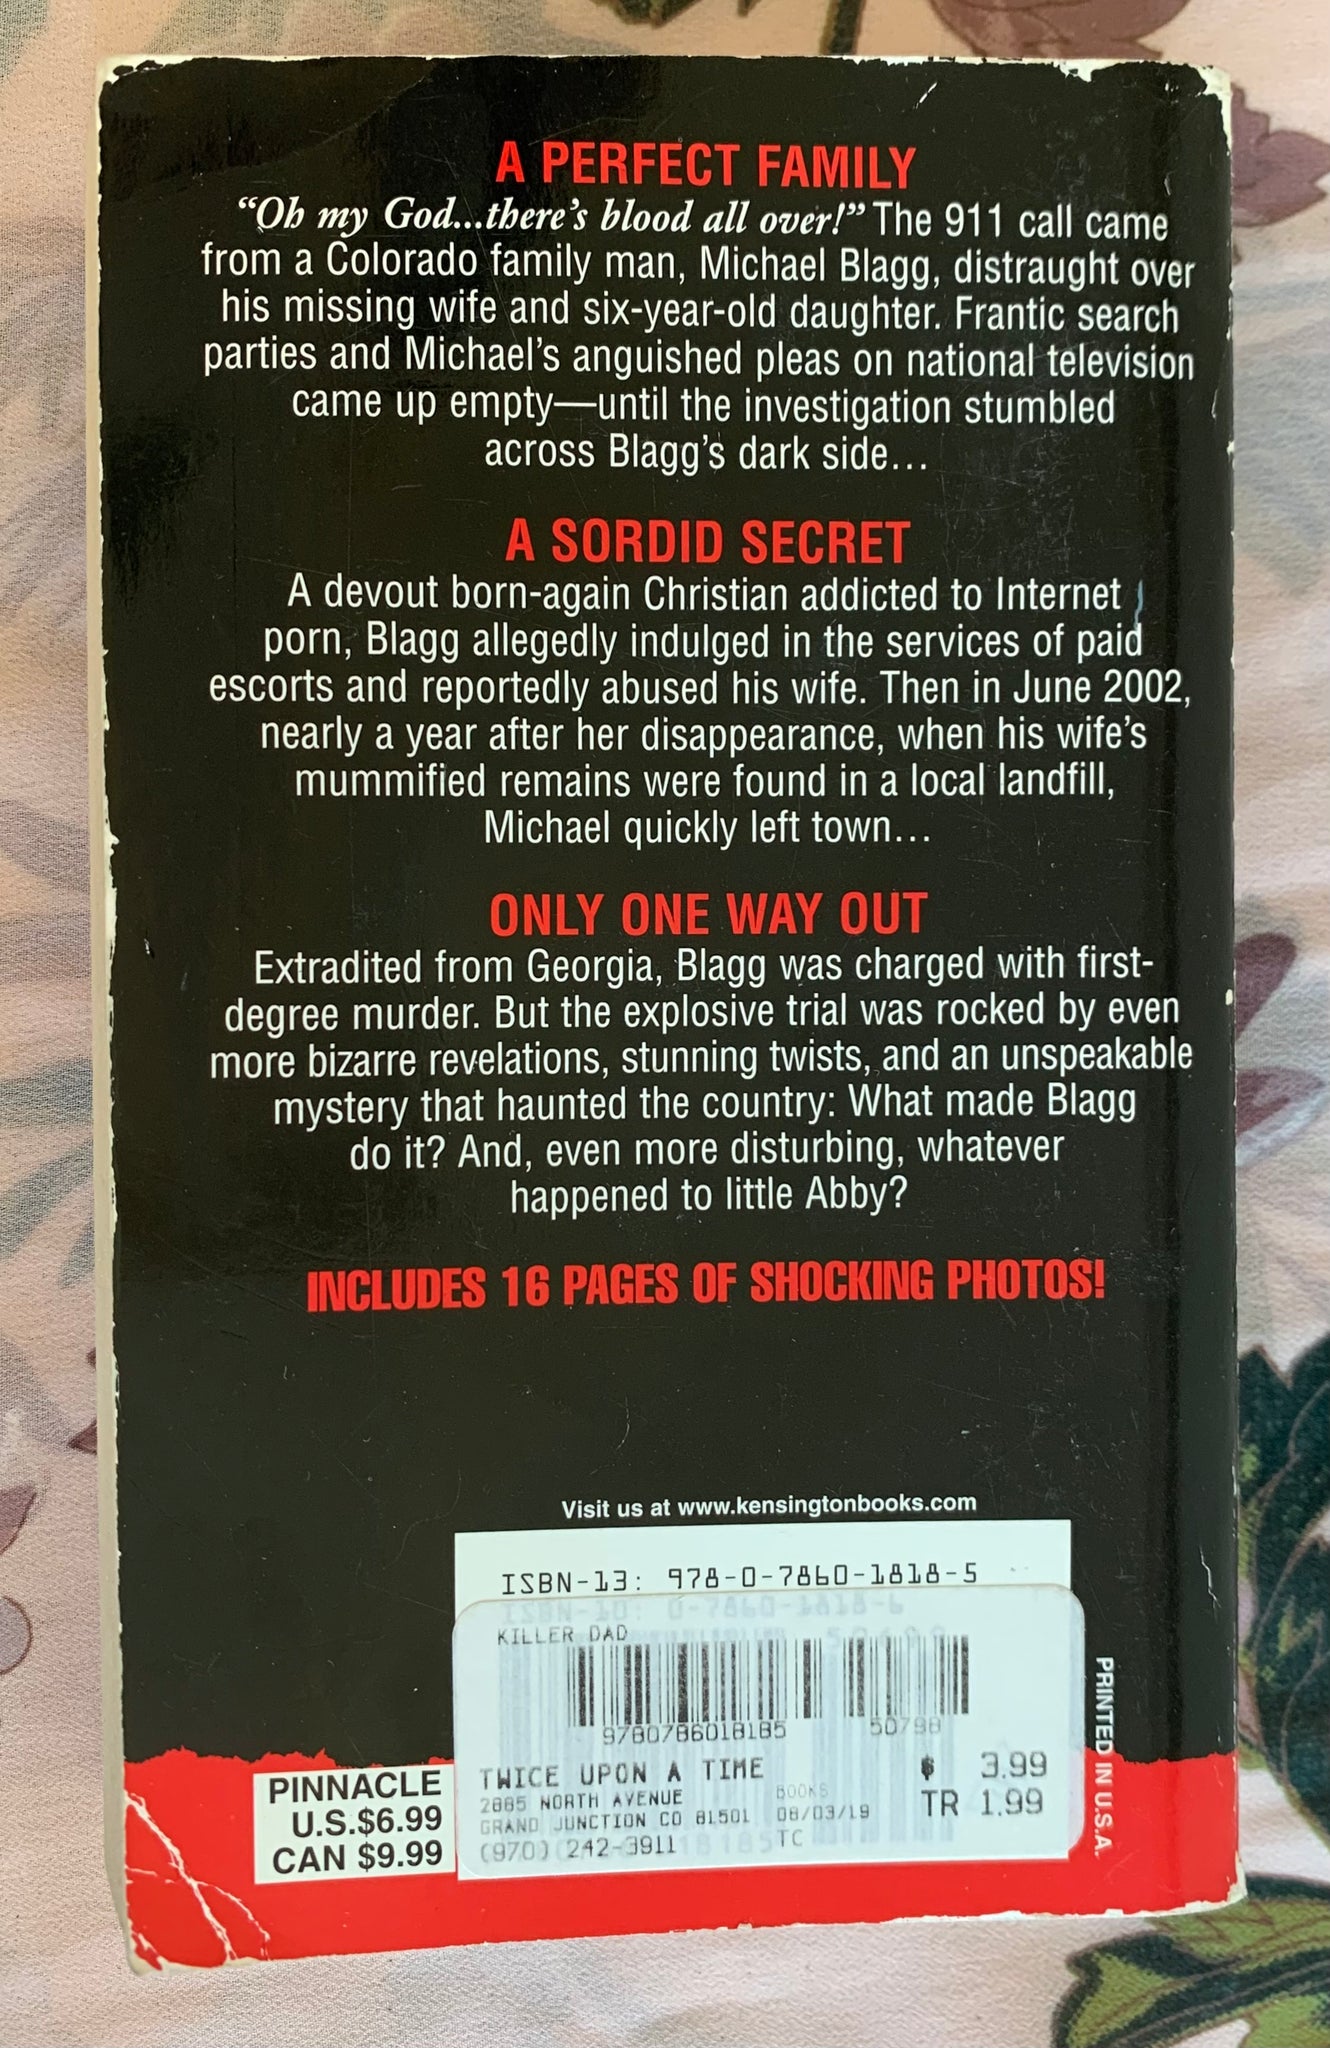 A PERFECT FAMILY
“Oh my God...there’s blood all over!” The 911 call came
from a Colorado family man, Michael Blagg, distraught over
his missing wife and six-year-old daughter. Frantic search
parties and Michael’s anguished pleas on national television
came up empty—until the investigation stumbled
across Blagg’s dark side...
A SORDID SECRET
A devout born-again Christian addicted to Internet
porn, Blagg allegedly indulged in the services of paid
escorts and reportedly abused his wife. Then in June 2002,
nearly a year after her disappearance, when his wife’s
mummified remains were found in a local landfill,
Michael quickly left town...
ONLY ONE WAY OUT
Extradited from Georgia, Blagg was charged with first-
degree murder. But the explosive trial was rocked by even
more bizarre revelations, stunning twists, and an unspeakable
mystery that haunted the country: What made Blagg
do it? And, even more disturbing, whatever
happened to little Abby?
INCLUDES 16 PAGES OF SHOCKING PHOTOS!
Visit us at www.kensingtonbooks.com
ISBN-13: 978-0-7860-1818-5
ISBN-10: 0-7860-1818-6
KILLER DAD
9780786018185 50798
TWICE UPON A TIME $ 3.99
2885 NORTH AVENUE BOOKS TR 1.99
GRAND JUNCTION CO 81501 08/03/19
(970) 242-3911 TC
PINNACLE
U.S.$6.99
CAN $9.99
PRINTED IN U.S.A.